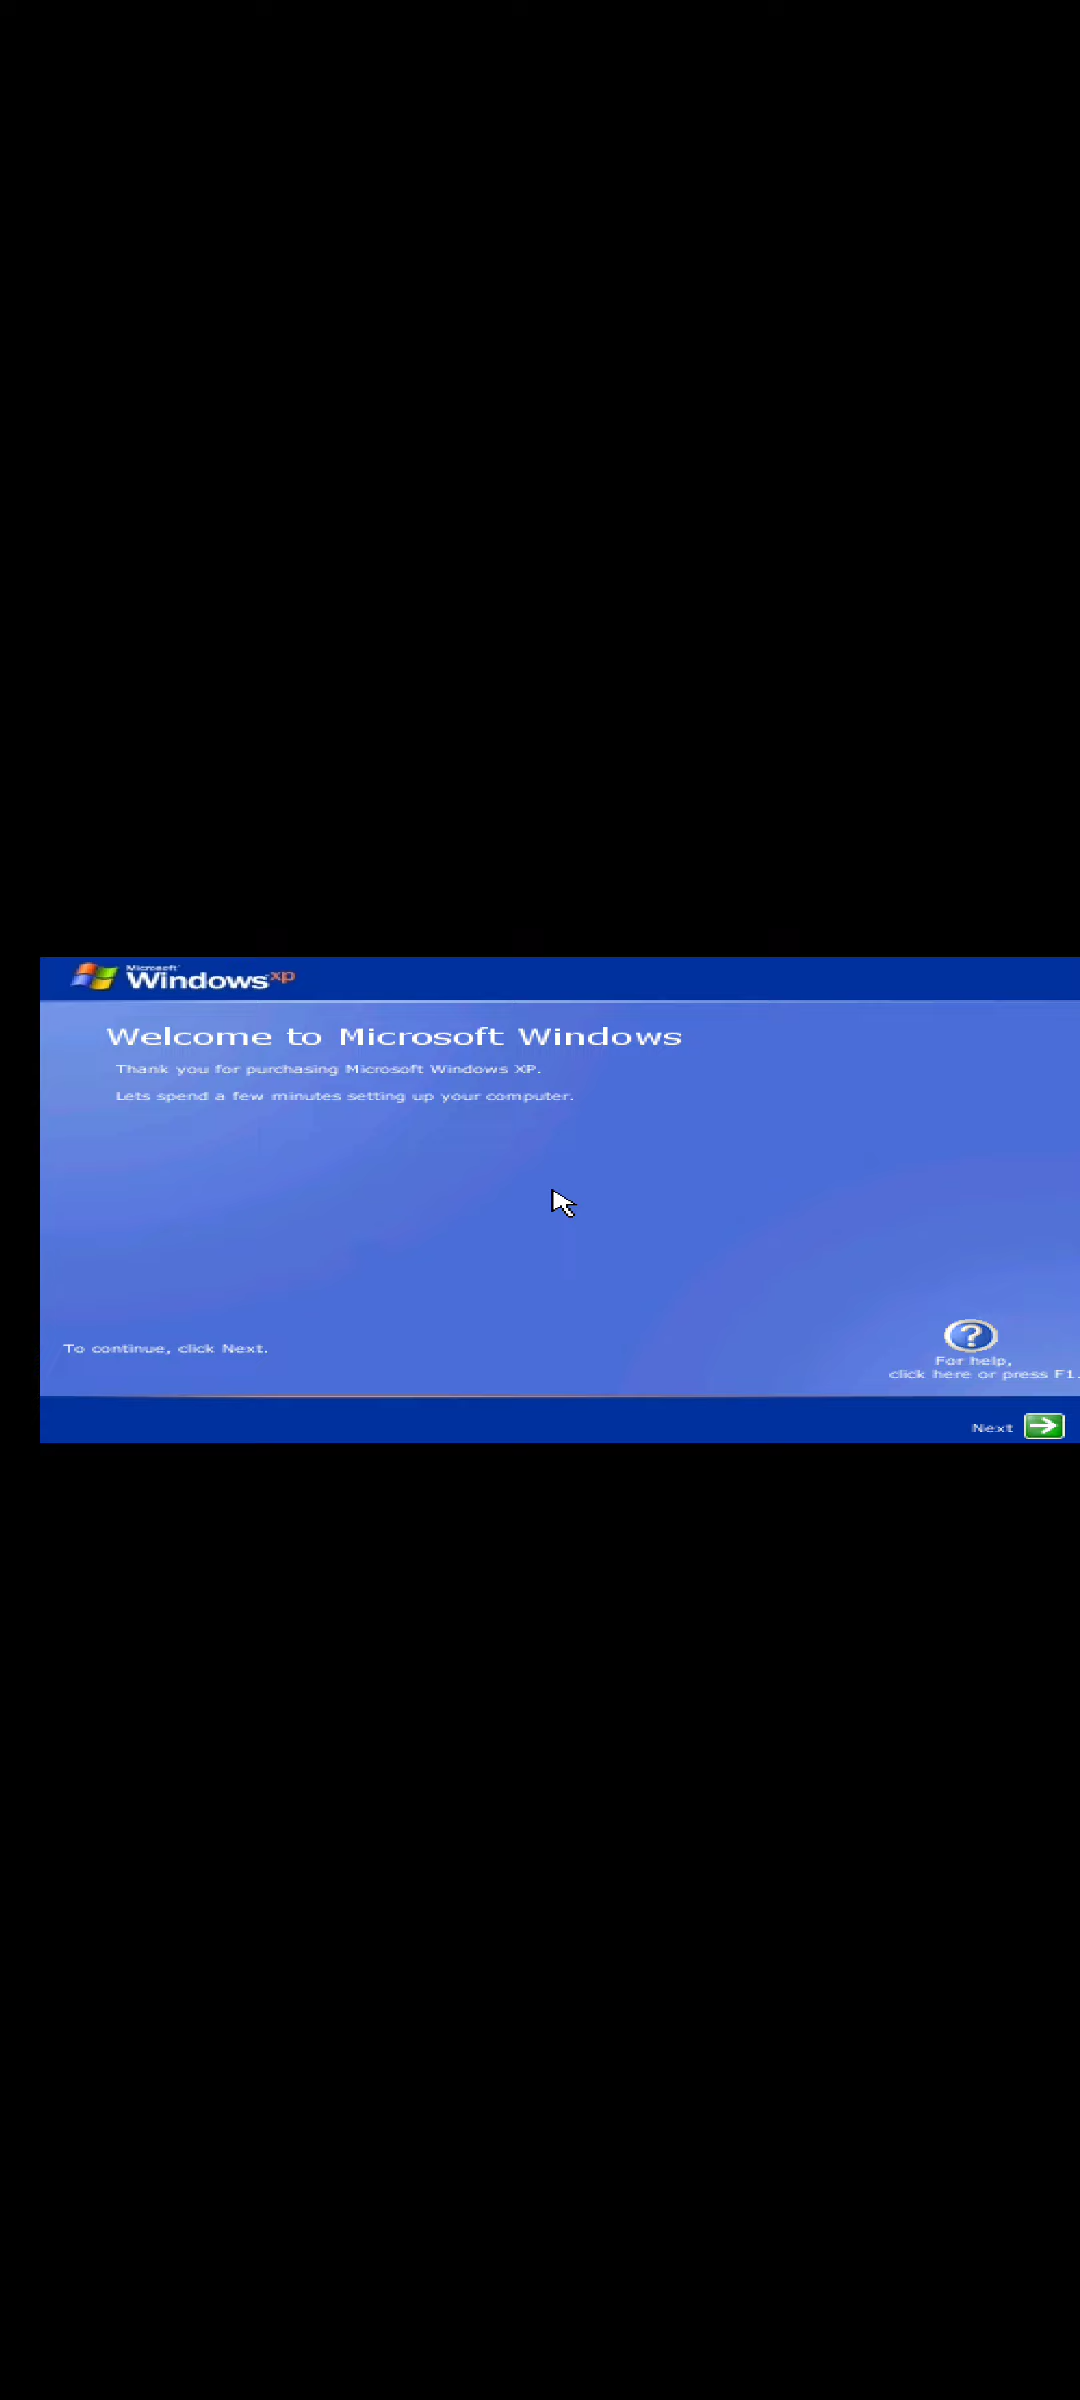 Microsoft
Windows xp
Welcome to Microsoft Windows
Thank you for purchasing Microsoft Windows XP.
Lets spend a few minutes setting up your computer.
To continue, click Next.
?
For help,
click here or press F1.
Next